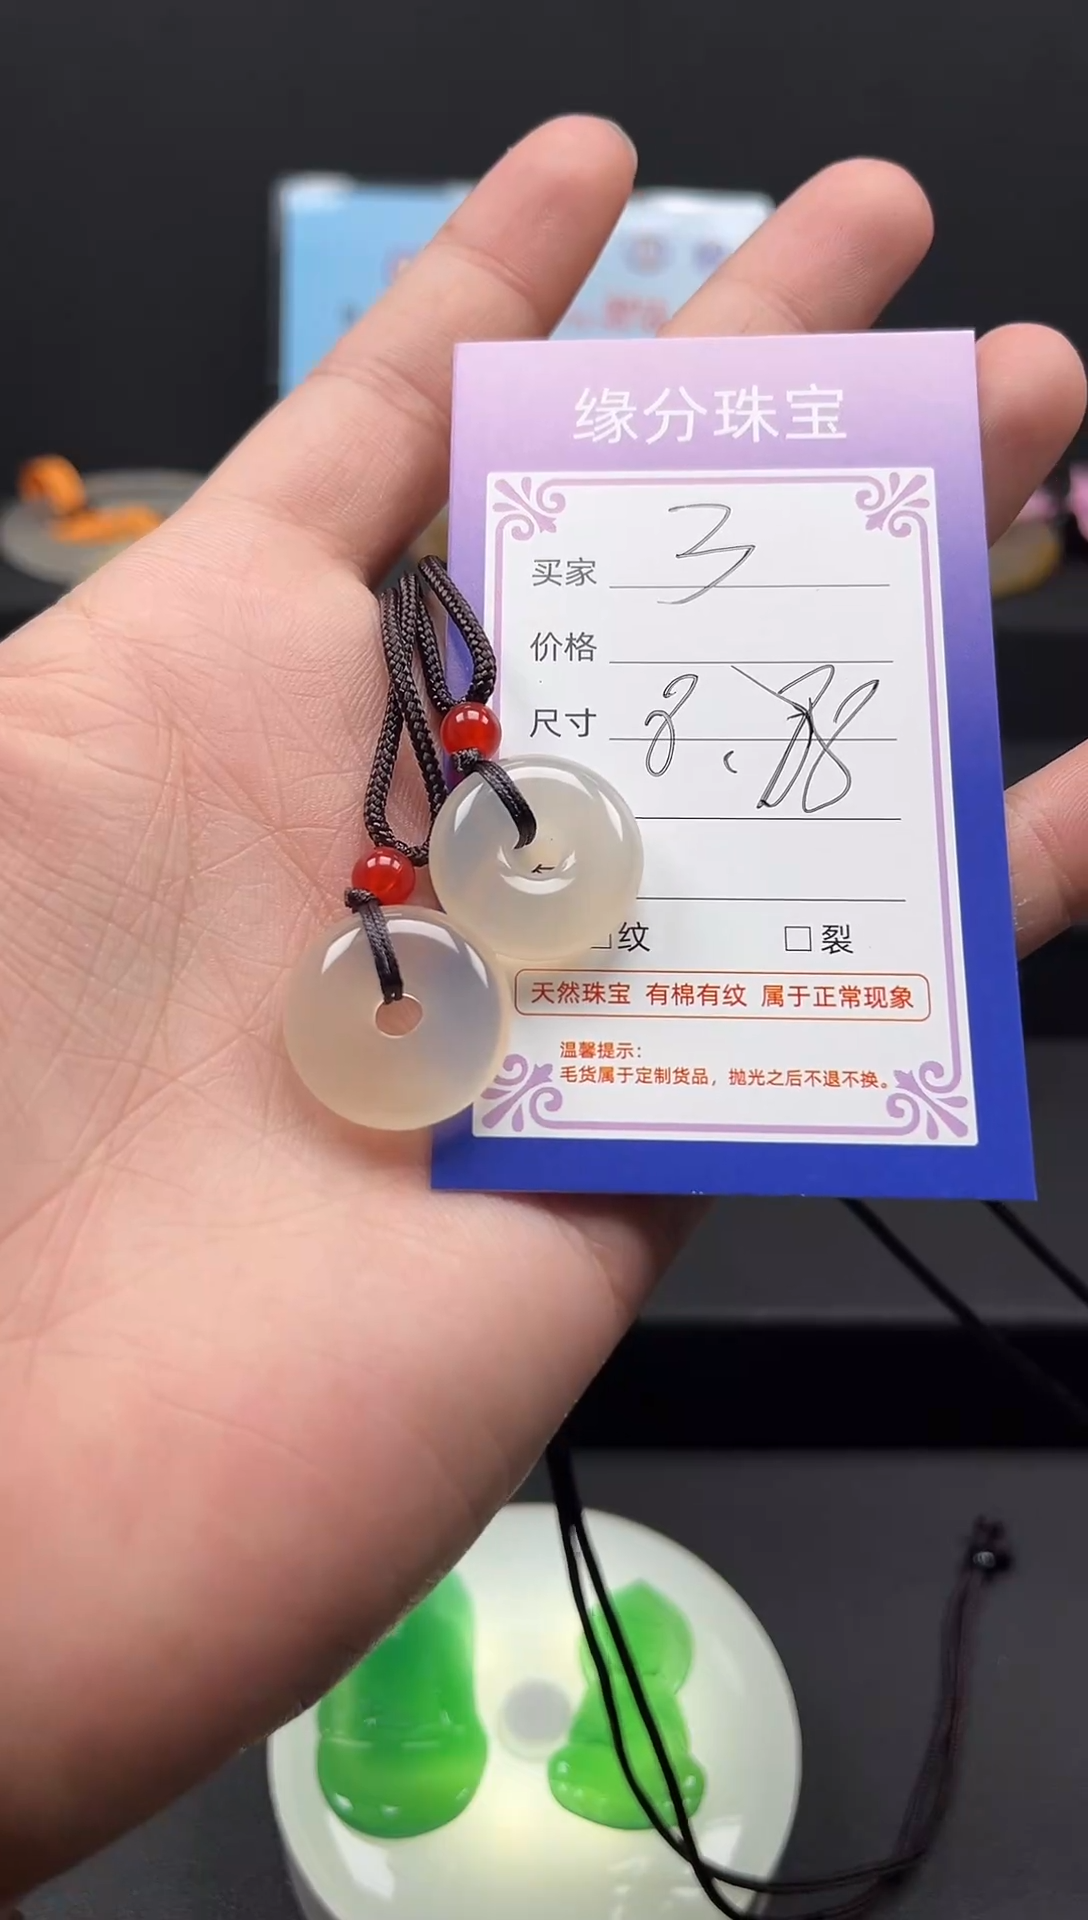 缘分珠宝
买家 3
价格
尺寸
纹 □裂
天然珠宝 有棉有纹 属于正常现象
温馨提示：
毛货属于定制货品，抛光之后不退不换。